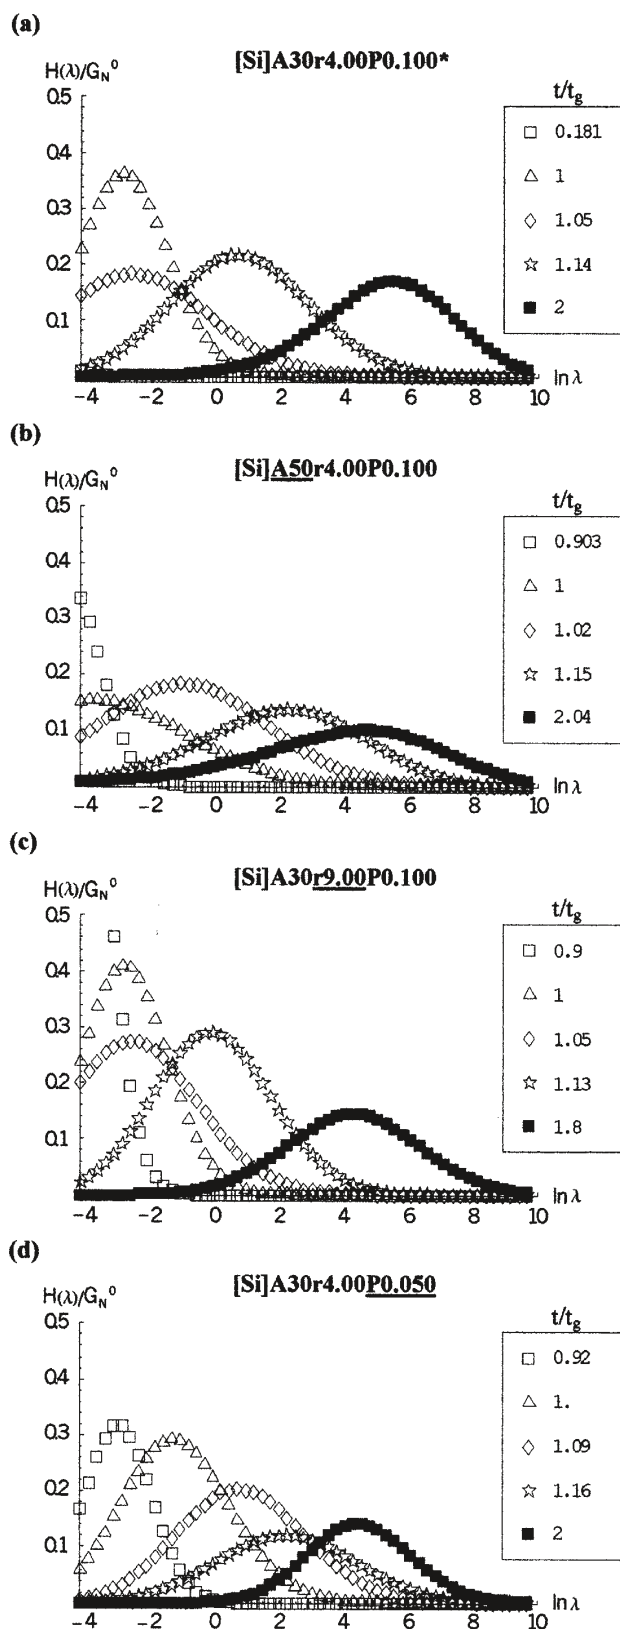 (a)
[Si]A30r4.00P0.100*
H(λ)/G_N^0
t/t_g
0.5
0.4
0.3
0.2
0.1
0.181
1
1.05
1.14
2
-4 -2 0 2 4 6 8 10 ln λ
(b)
[Si]A50r4.00P0.100
H(λ)/G_N^0
t/t_g
0.5
0.4
0.3
0.2
0.1
0.903
1
1.02
1.15
2.04
-4 -2 0 2 4 6 8 10 ln λ
(c)
[Si]A30r9.00P0.100
H(λ)/G_N^0
t/t_g
0.5
0.4
0.3
0.2
0.1
0.9
1
1.05
1.13
1.8
-4 -2 0 2 4 6 8 10 ln λ
(d)
[Si]A30r4.00P0.050
H(λ)/G_N^0
t/t_g
0.5
0.4
0.3
0.2
0.1
0.92
1.
1.09
1.16
2
-4 -2 0 2 4 6 8 10 ln λ